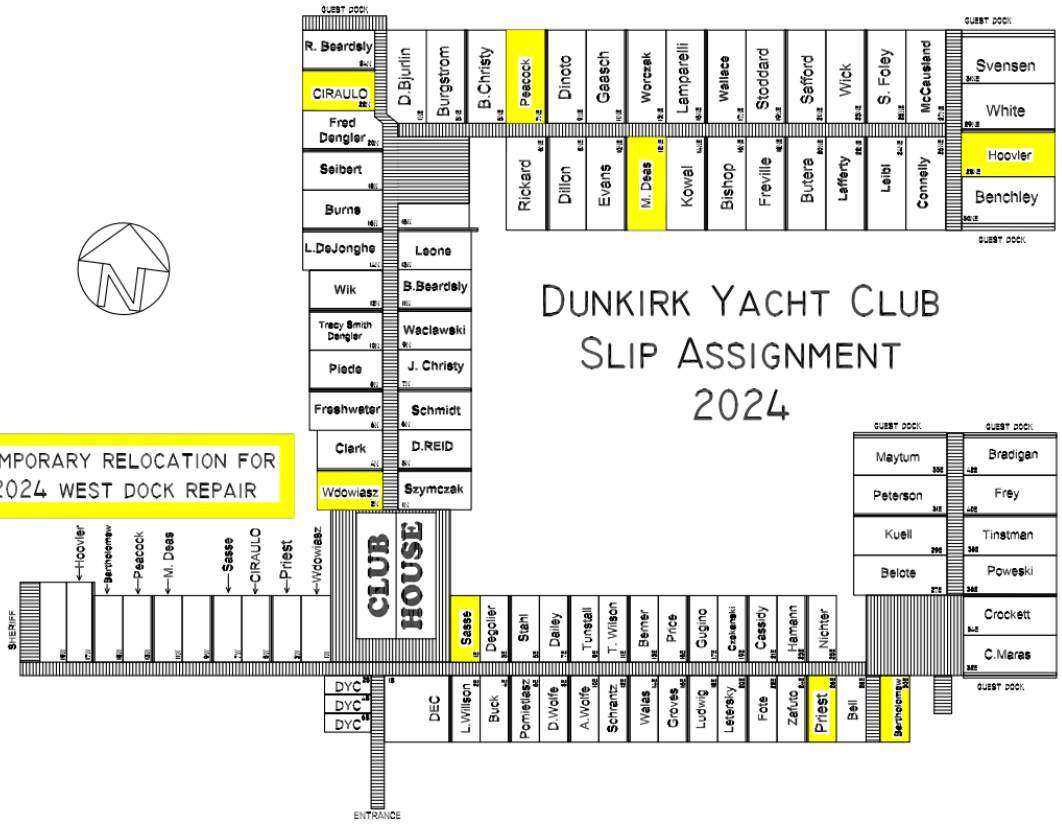 GUEST DOCK
GUEST DOCK
R. Beardsly
CIRAULO
Fred
Dengler
Seibert
Burns
L.DeJonghe
Wik
Tracy Smith
Dengler
Piede
Freshwater
Clark
Wdowiasz
D.Bjurlin
Burgstrom
B.Christy
Peacock
Dinoto
Gaasch
Worczak
Lamparelli
Wallace
Stoddard
Safford
Wick
S. Foley
McCausland
Svensen
White
Hoovler
Benchley
GUEST DOCK
Rickard
Dillon
Evans
M. Deas
Kowal
Bishop
Freville
Butera
Lafferty
Leibl
Connelly
Leone
B.Beardsly
Waclawski
J. Christy
Schmidt
D.REID
Szymczak
N
DUNKIRK YACHT CLUB
SLIP ASSIGNMENT
2024
MPORARY RELOCATION FOR
2024 WEST DOCK REPAIR
GUEST DOCK
GUEST DOCK
Maytum
Peterson
Kuell
Belote
Bradigan
Frey
Tinstman
Poweski
Crockett
C.Maras
GUEST DOCK
SHERIFF
Hoovler
Bartholomew
Peacock
M. Deas
Sasse
CIRAULO
Priest
Wdowiasz
CLUB
HOUSE
Sasse
Degolier
Stahl
Dailey
Tunstall
T. Wilson
Berner
Price
Gugino
Czekanski
Cassidy
Hamann
Nichter
DYC
DYC
DYC
DEC
L.Willson
Buck
Pometlasz
D.Wolfe
A.Wolfe
Schrantz
Walas
Groves
Ludwig
Letersky
Fote
Zafuto
Priest
Bell
Bartholomew
ENTRANCE